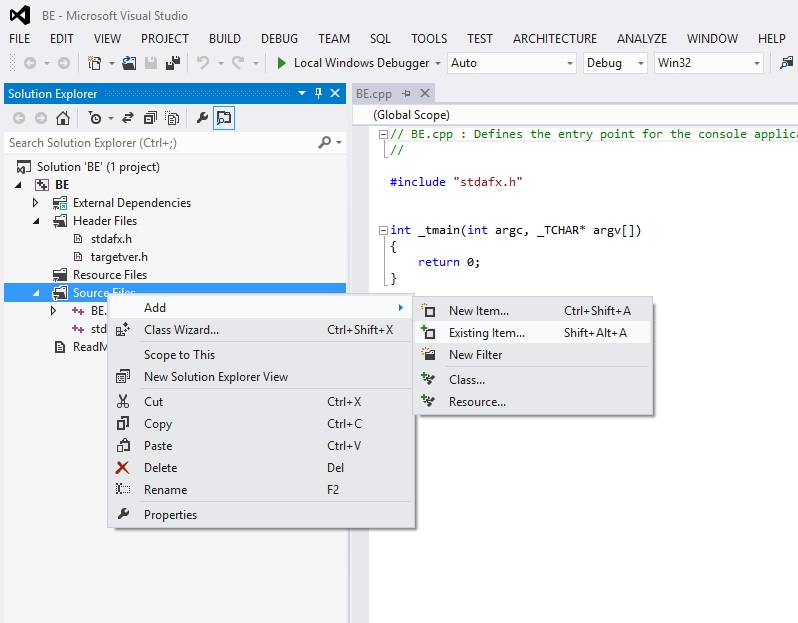 BE - Microsoft Visual Studio
FILE EDIT VIEW PROJECT BUILD DEBUG TEAM SQL TOOLS TEST ARCHITECTURE ANALYZE WINDOW HELP
Local Windows Debugger Auto Debug Win32
Solution Explorer
Search Solution Explorer (Ctrl+;)
Solution 'BE' (1 project)
BE
External Dependencies
Header Files
stdafx.h
targetver.h
Resource Files
Source Files
BE.
std
ReadM
Add
Class Wizard... Ctrl+Shift+X
Scope to This
New Solution Explorer View
Cut Ctrl+X
Copy Ctrl+C
Paste Ctrl+V
Delete Del
Rename F2
Properties
New Item... Ctrl+Shift+A
Existing Item... Shift+Alt+A
New Filter
Class...
Resource...
BE.cpp
(Global Scope)
// BE.cpp : Defines the entry point for the console applica
//
#include "stdafx.h"
int _tmain(int argc, _TCHAR* argv[])
{
return 0;
}